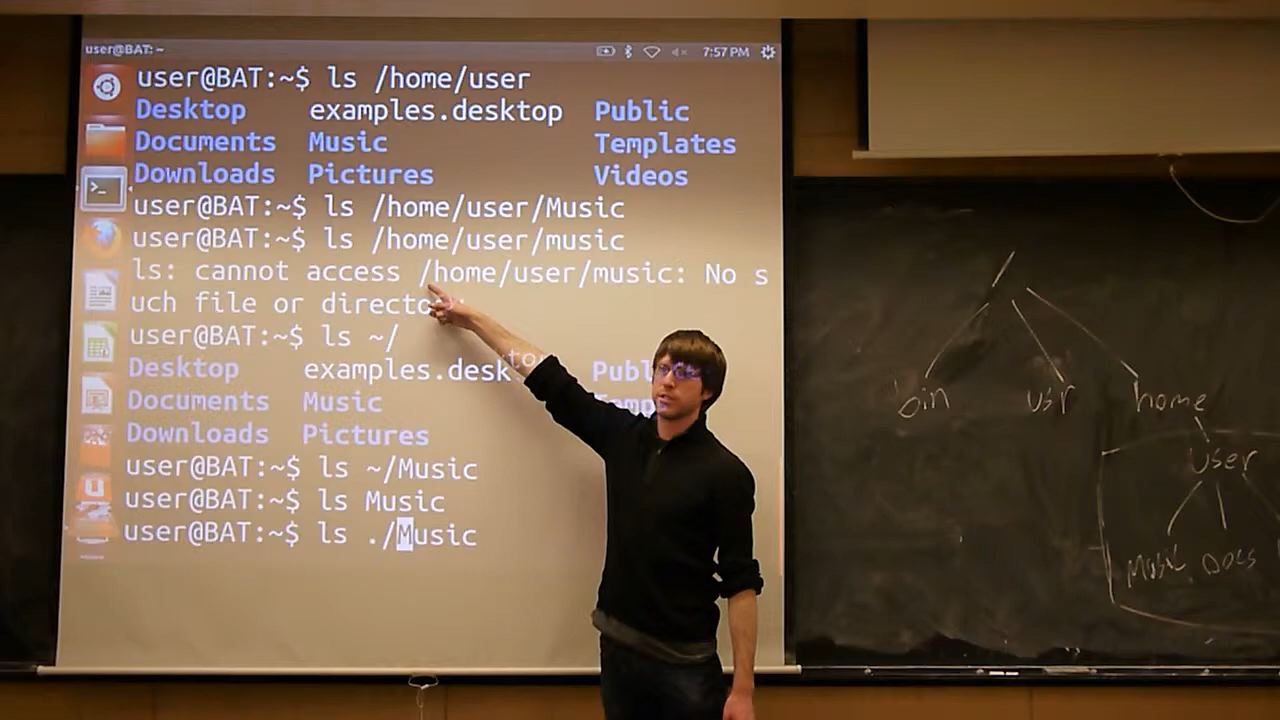 user@BAT: ~
7:57 PM
user@BAT:~$ ls /home/user
Desktop examples.desktop Public
Documents Music Templates
Downloads Pictures Videos
user@BAT:~$ ls /home/user/Music
user@BAT:~$ ls /home/user/music
ls: cannot access /home/user/music: No s
uch file or directory
user@BAT:~$ ls ~/
Desktop examples.desktop
Documents Music
Downloads Pictures
user@BAT:~$ ls ~/Music
user@BAT:~$ ls Music
user@BAT:~$ ls ./Music
/
bin usr home
user
Music Docs